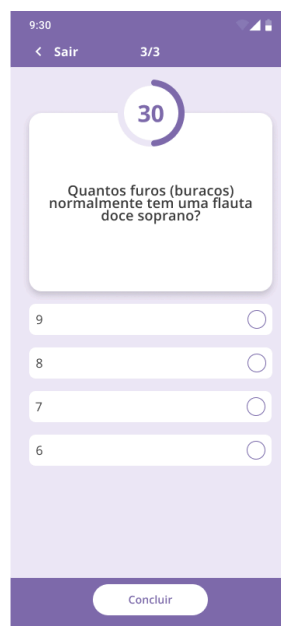 9:30
Sair 3/3
30
Quantos furos (buracos)
normalmente tem uma flauta
doce soprano?
9
8
7
6
Concluir